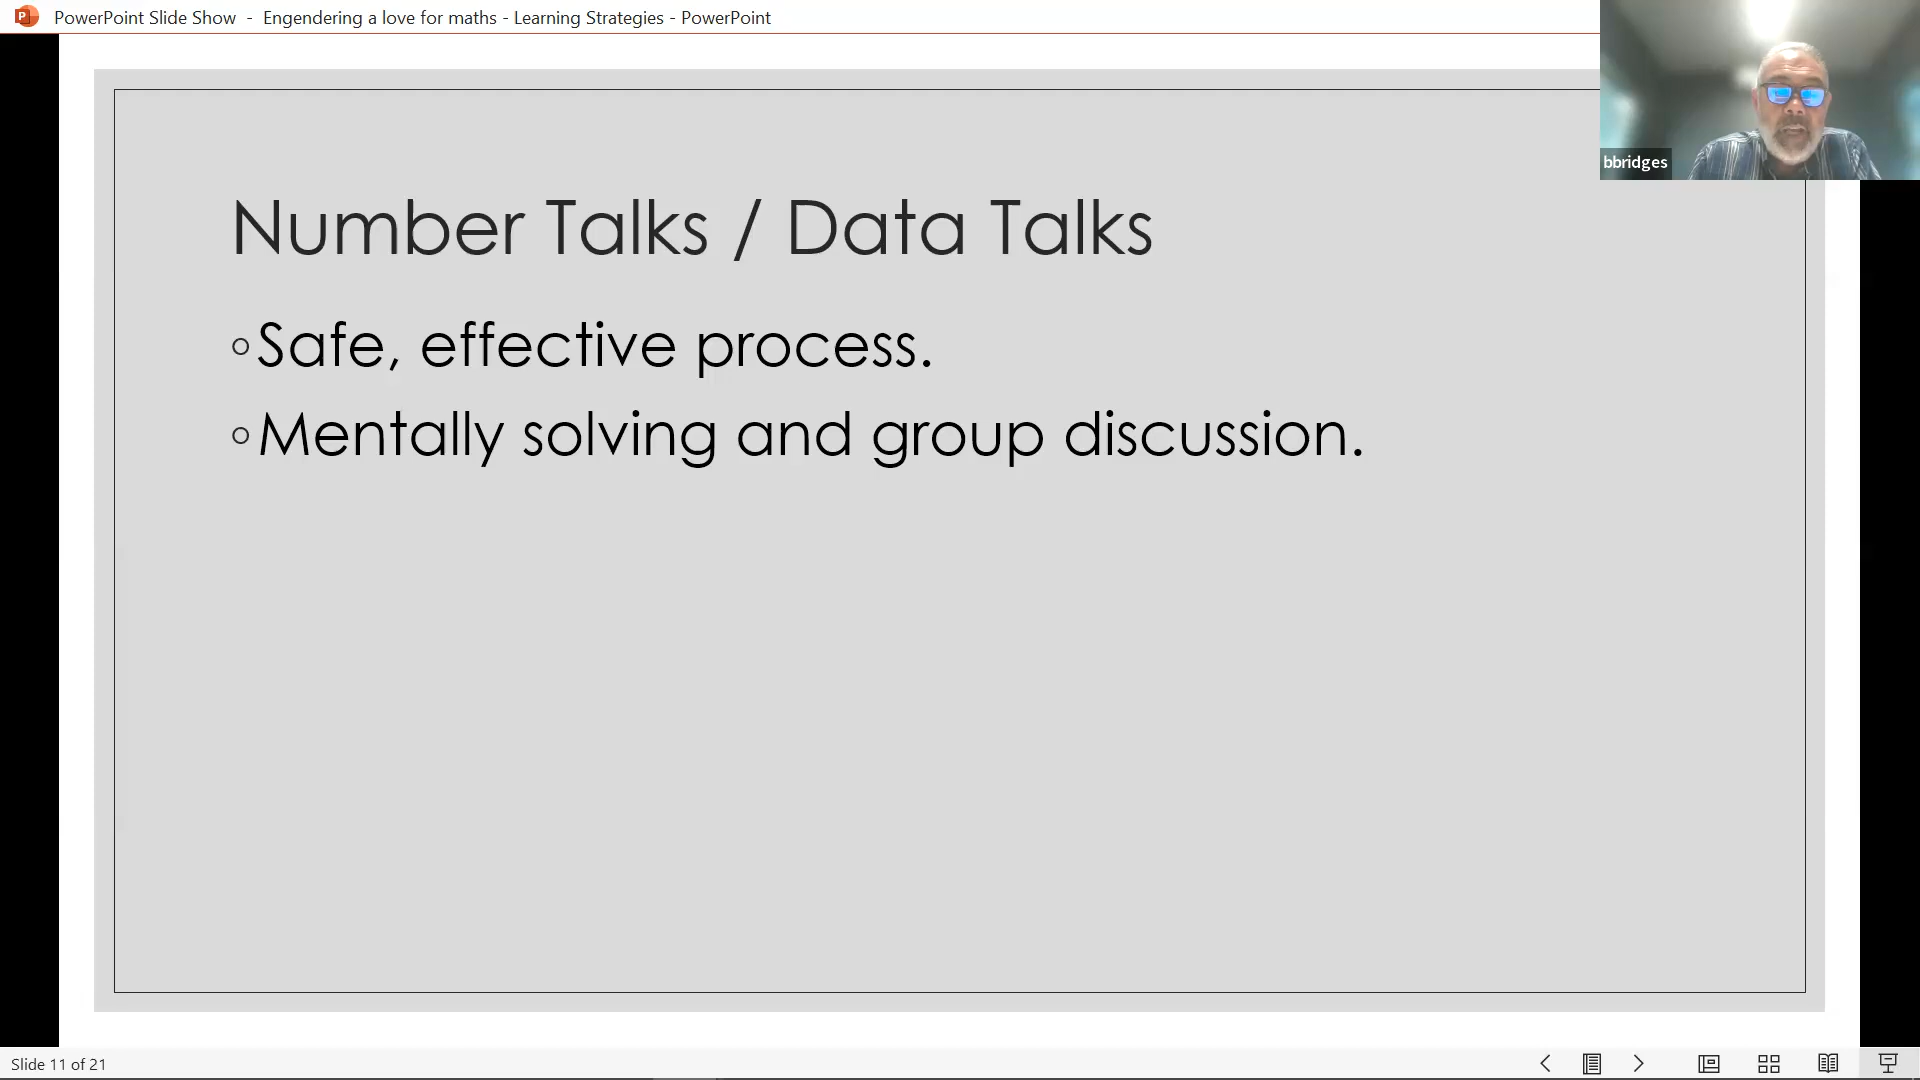 PowerPoint Slide Show - Engendering a love for maths - Learning Strategies - PowerPoint
bbridges
Number Talks / Data Talks
◦Safe, effective process.
◦Mentally solving and group discussion.
Slide 11 of 21